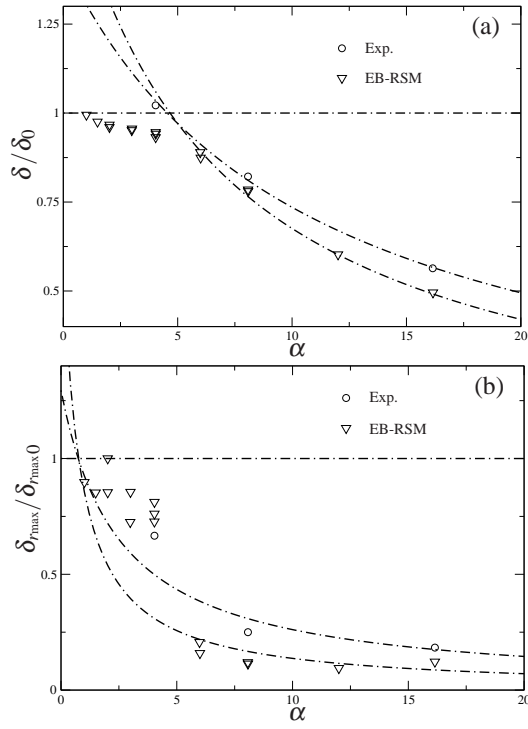 (a)
1.25
Exp.
EB-RSM
1
δ/δ0
0.75
0.5
0 5 10 15 20
α
(b)
Exp.
EB-RSM
1
δrmax/δrmax0
0.5
0
0 5 10 15 20
α